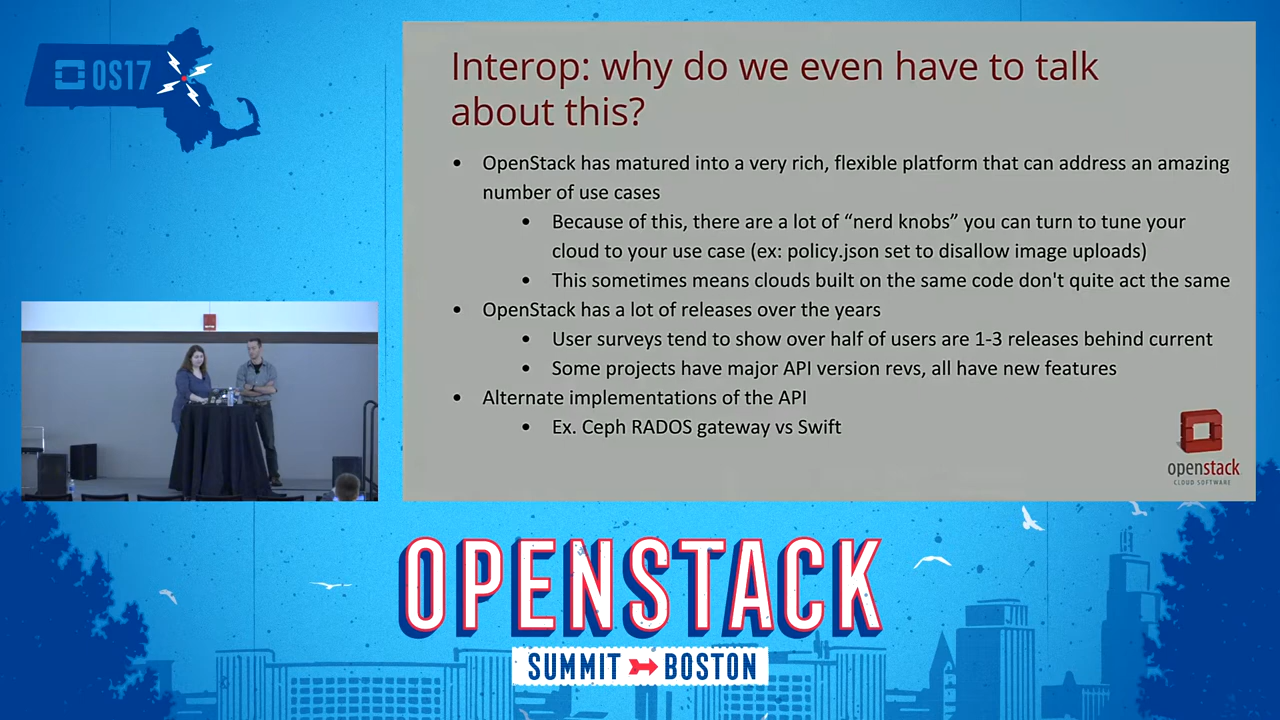 OS17
Interop: why do we even have to talk
about this?
• OpenStack has matured into a very rich, flexible platform that can address an amazing
number of use cases
• Because of this, there are a lot of “nerd knobs” you can turn to tune your
cloud to your use case (ex: policy.json set to disallow image uploads)
• This sometimes means clouds built on the same code don't quite act the same
• OpenStack has a lot of releases over the years
• User surveys tend to show over half of users are 1-3 releases behind current
• Some projects have major API version revs, all have new features
• Alternate implementations of the API
• Ex. Ceph RADOS gateway vs Swift
openstack
CLOUD SOFTWARE
OPENSTACK
SUMMIT BOSTON